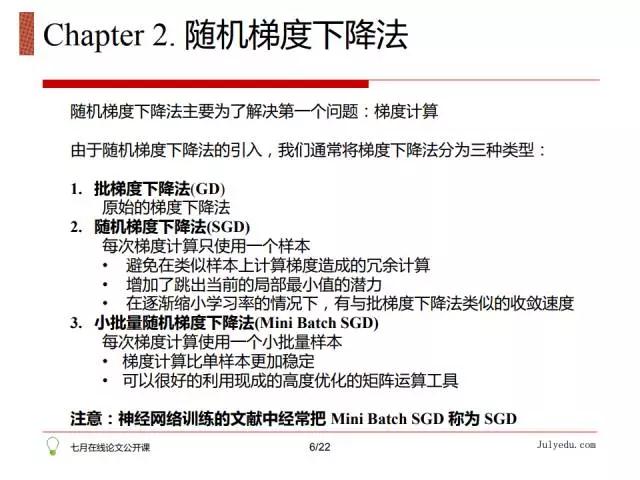 Chapter 2. 随机梯度下降法
随机梯度下降法主要为了解决第一个问题：梯度计算
由于随机梯度下降法的引入，我们通常将梯度下降法分为三种类型：
1. 批梯度下降法(GD)
原始的梯度下降法
2. 随机梯度下降法(SGD)
每次梯度计算只使用一个样本
• 避免在类似样本上计算梯度造成的冗余计算
• 增加了跳出当前的局部最小值的潜力
• 在逐渐缩小学习率的情况下，有与批梯度下降法类似的收敛速度
3. 小批量随机梯度下降法(Mini Batch SGD)
每次梯度计算使用一个小批量样本
• 梯度计算比单样本更加稳定
• 可以很好的利用现成的高度优化的矩阵运算工具
注意：神经网络训练的文献中经常把 Mini Batch SGD 称为 SGD
七月在线论文公开课 6/22 Julyedu.com